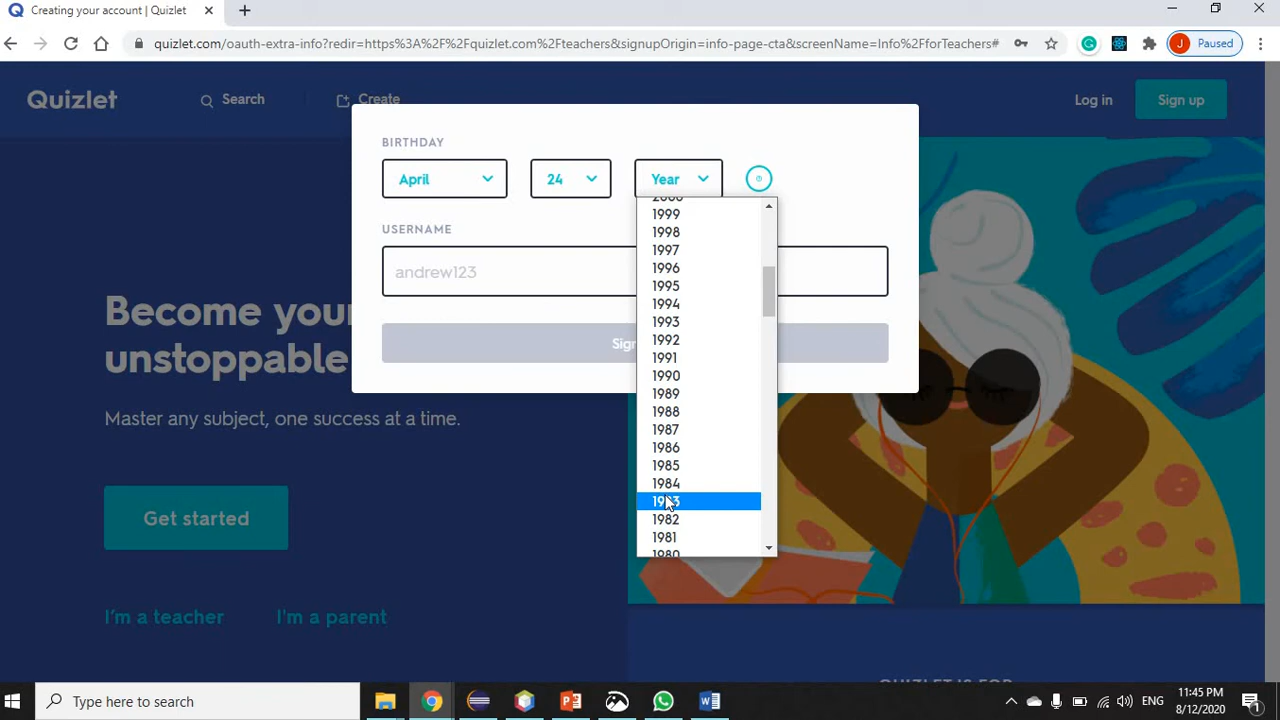 Creating your account | Quizlet
quizlet.com/oauth-extra-info?redir=https%3A%2F%2Fquizlet.com%2Fteachers&signupOrigin=info-page-cta&screenName=Info%2FforTeachers#
J Paused
Quizlet
Search
Create
Log in
Sign up
BIRTHDAY
April
24
Year
USERNAME
andrew123
1999
1998
1997
1996
1995
1994
1993
1992
1991
1990
1989
1988
1987
1986
1985
1984
1983
1982
1981
1980
Become your
unstoppable
Master any subject, one success at a time.
Get started
I'm a teacher
I'm a parent
QUIZLET IS FOR
Type here to search
ENG
11:45 PM
8/12/2020